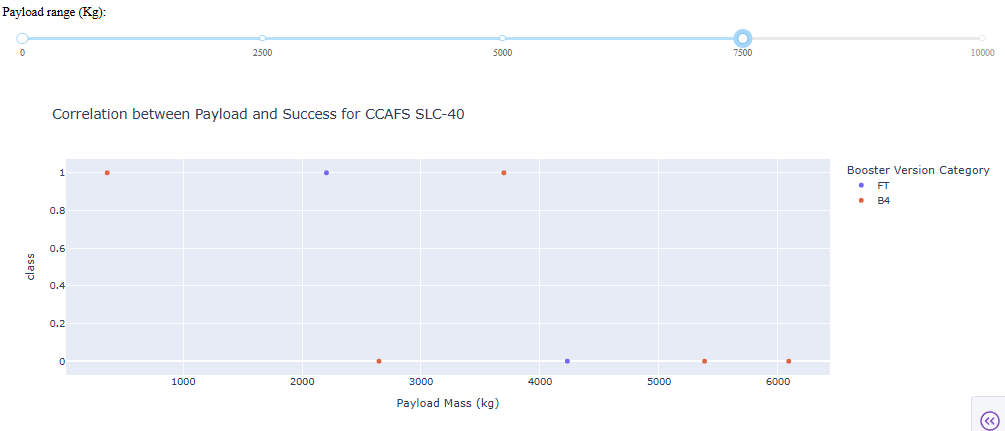 Payload range (Kg):
0 2500 5000 7500 10000
Correlation between Payload and Success for CCAFS SLC-40
Booster Version Category
FT
B4
1
0.8
0.6
0.4
0.2
0
class
1000 2000 3000 4000 5000 6000
Payload Mass (kg)